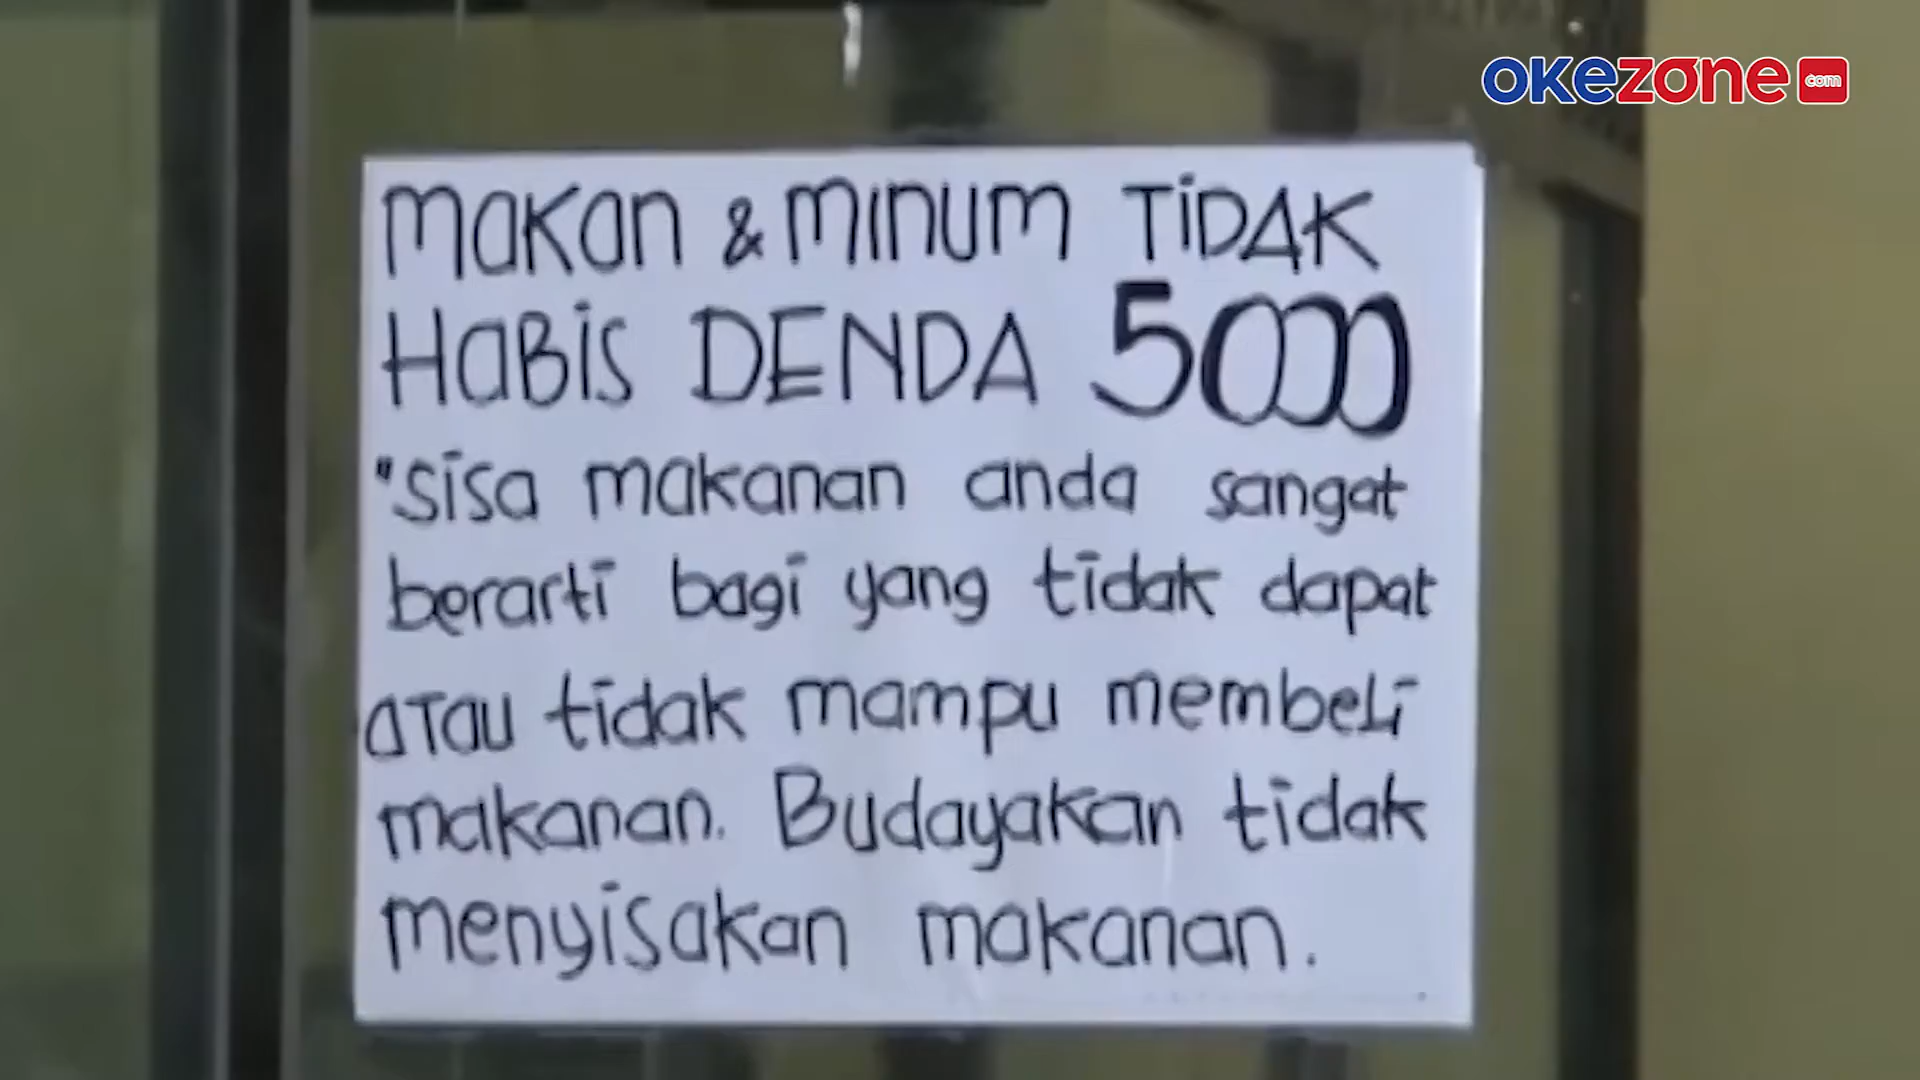 okezone.com
Makan & Minum TiDAK
HaBis DENDA 5000
"Sisa makanan anda sangat
berarti bagi yang tidak dapat
atau tidak mampu membeli
makanan. Budayakan tidak
menyisakan makanan.